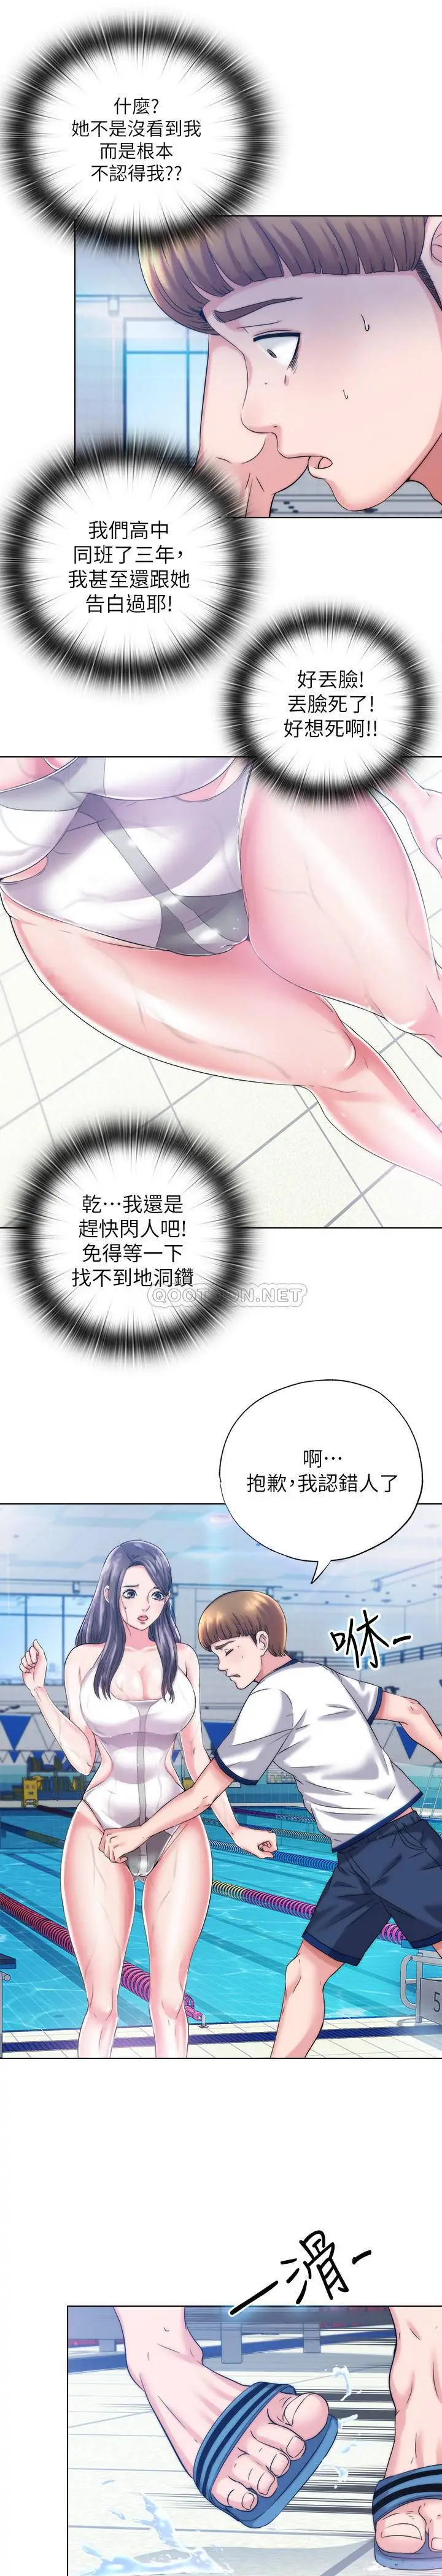 什麼?
她不是沒看到我
而是根本
不認得我??
我們高中
同班了三年,
我甚至還跟她
告白過耶!
好丟臉!
丟臉死了!
好想死啊!!
乾…我還是
趕快閃人吧!
免得等一下
找不到地洞鑽
啊…
抱歉,我認錯人了
咻-
滑-
5